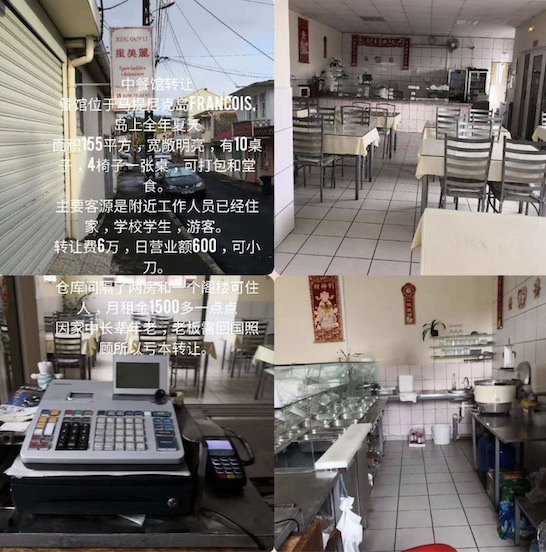 美麗
中餐馆转让
餐馆位于马提尼克岛FRANCOIS,
岛上全年夏天
面积155平方，宽敞明亮，有10桌
子，4椅子一张桌，可打包和堂
食。
主要客源是附近工作人员已经住
家，学校学生，游客。
转让费6万，日营业额600，可小
刀。
仓库间隔了两房和一个阁楼可住
人，月租金1500多一点点
因家中长辈年老，老板需回国照
顾所以亏本转让。